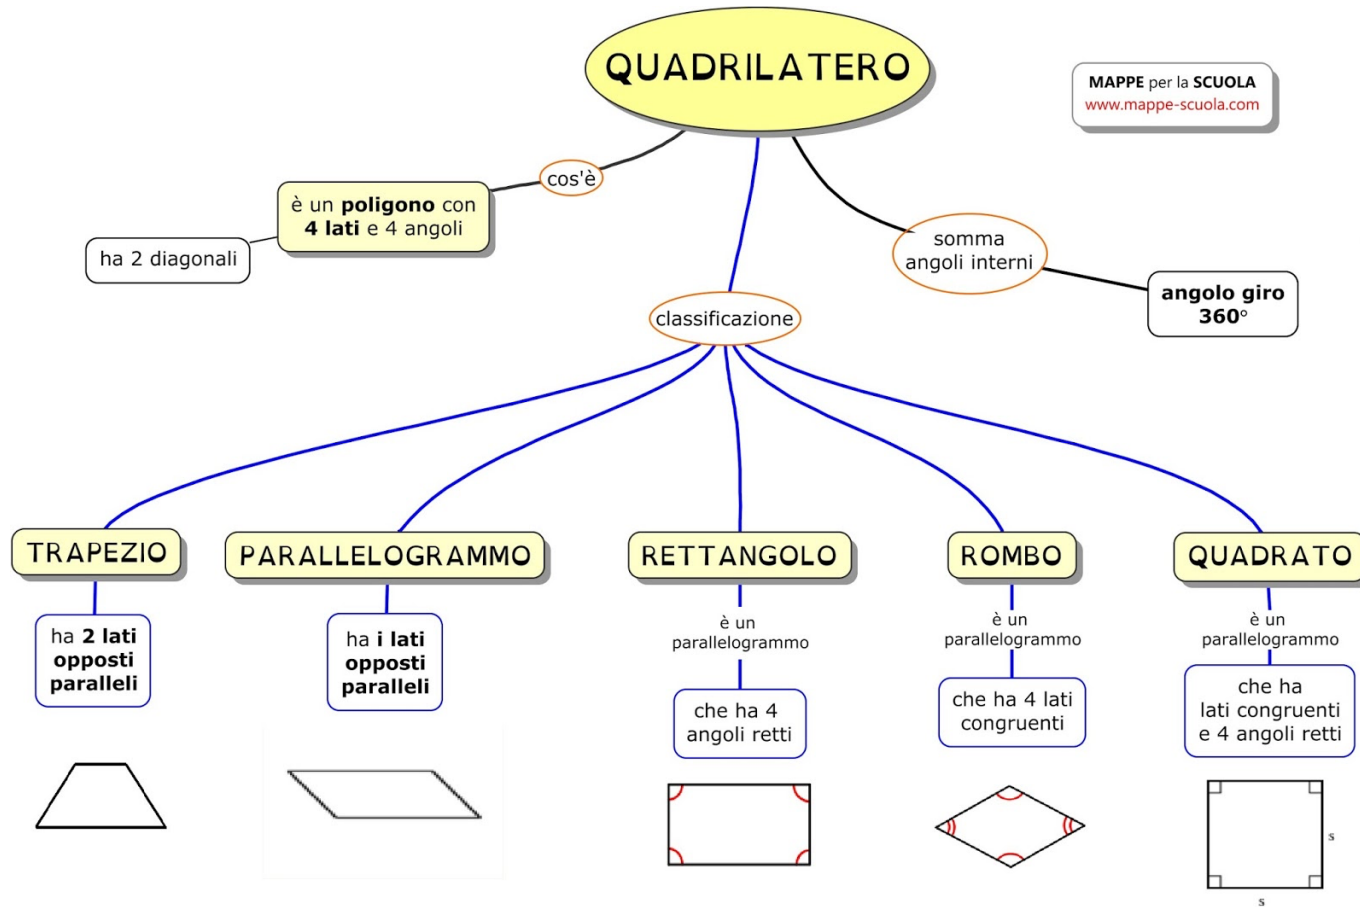 QUADRILATERO
MAPPE per la SCUOLA
www.mappe-scuola.com
cos'è
è un poligono con
4 lati e 4 angoli
ha 2 diagonali
somma
angoli interni
angolo giro
360°
classificazione
TRAPEZIO
ha 2 lati
opposti
paralleli
PARALLELOGRAMMO
ha i lati
opposti
paralleli
RETTANGOLO
è un
parallelogrammo
che ha 4
angoli retti
ROMBO
è un
parallelogrammo
che ha 4 lati
congruenti
QUADRATO
è un
parallelogrammo
che ha
lati congruenti
e 4 angoli retti
s
s